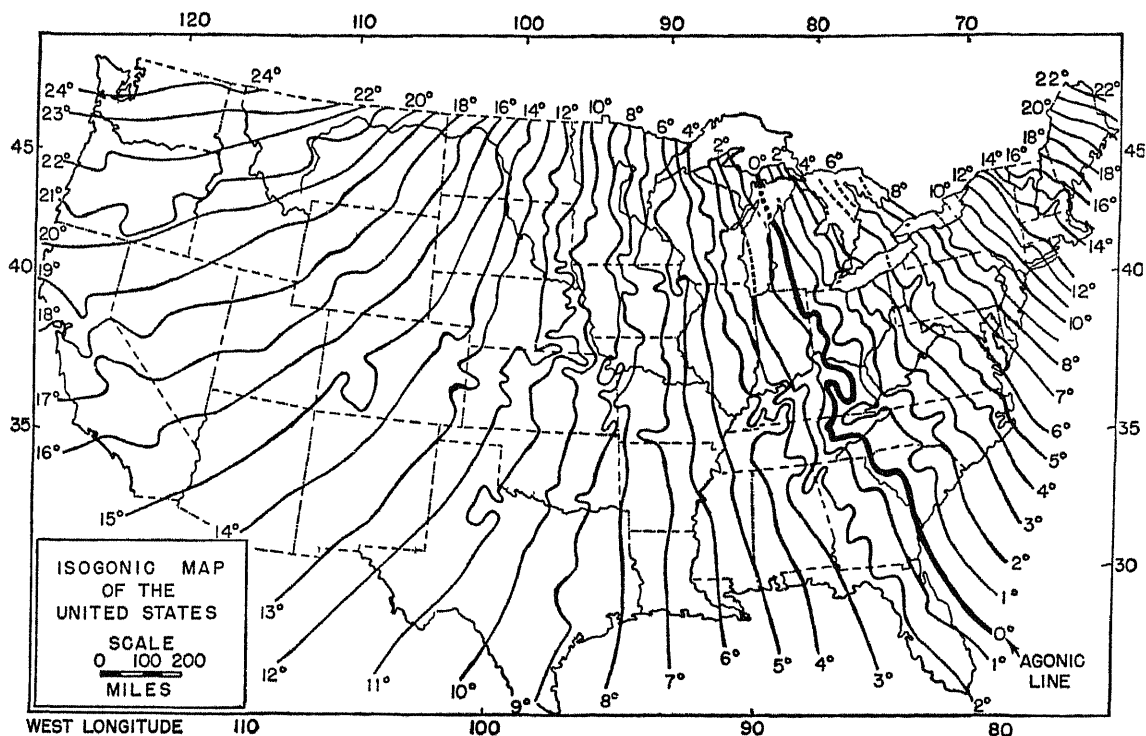 120 110 100 90 80 70
24° 24° 22° 20° 18° 16° 14° 12° 10° 8° 6° 4° 2° 0° 2° 4° 6° 8° 10° 12° 14° 16° 18° 20° 22° 22°
23°
45 45
22° 18°
21° 16°
20° 14°
40 19° 40
18° 12°
10°
8°
17° 7°
35 16° 6° 35
5°
4°
15° 14° 3°
2° 30
ISOGONIC MAP
OF THE
UNITED STATES
SCALE
0 100 200
MILES
13° 1°
12° 11° 10° 9° 8° 7° 6° 5° 4° 3° 2° 1° 0°
AGONIC
LINE
WEST LONGITUDE 110 100 90 80